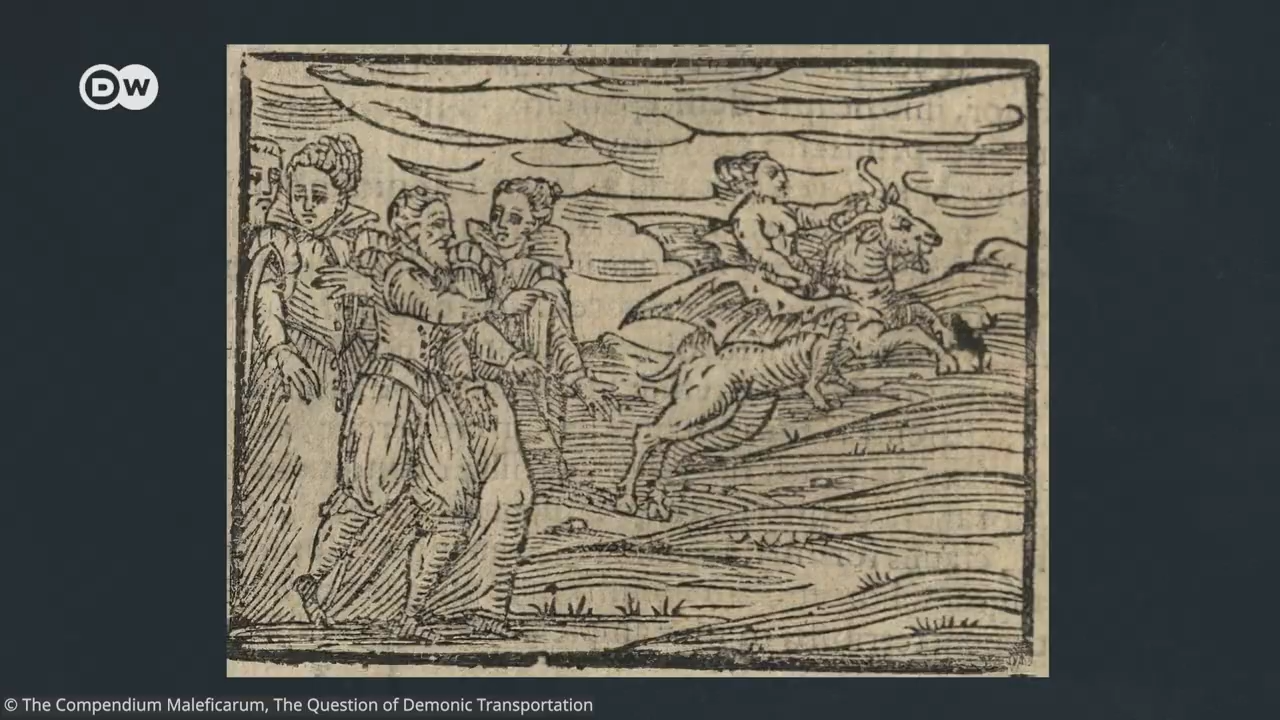 DW
© The Compendium Maleficarum, The Question of Demonic Transportation